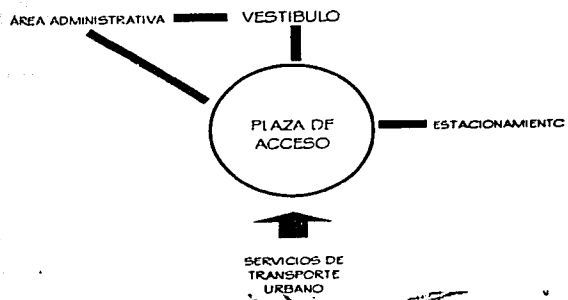 ÁREA ADMINISTRATIVA
VESTIBULO
PLAZA DE
ACCESO
ESTACIONAMIENTO
SERVICIOS DE
TRANSPORTE
URBANO